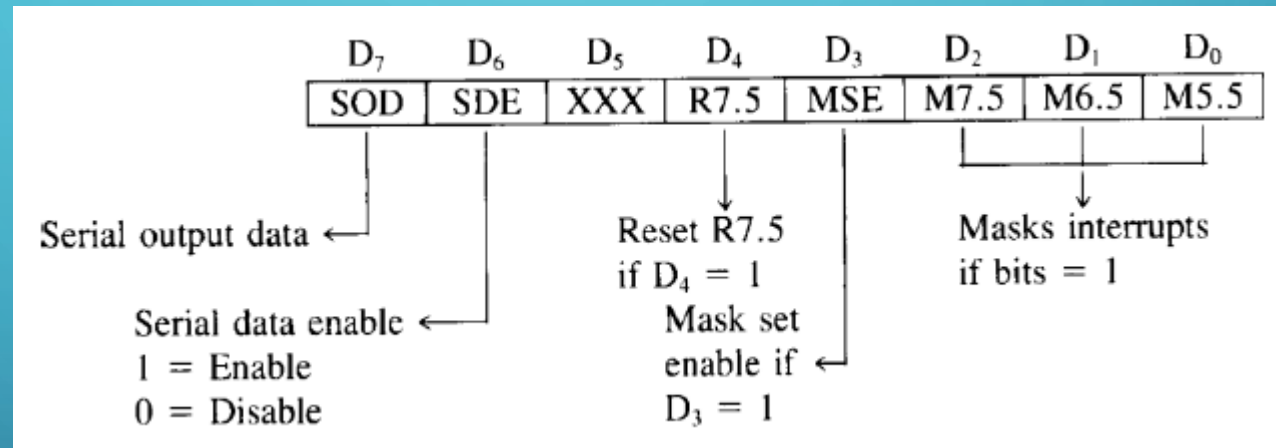 D₇ D₆ D₅ D₄ D₃ D₂ D₁ D₀
SOD SDE XXX R7.5 MSE M7.5 M6.5 M5.5
Serial output data
Serial data enable
1 = Enable
0 = Disable
Reset R7.5
if D₄ = 1
Mask set
enable if
D₃ = 1
Masks interrupts
if bits = 1